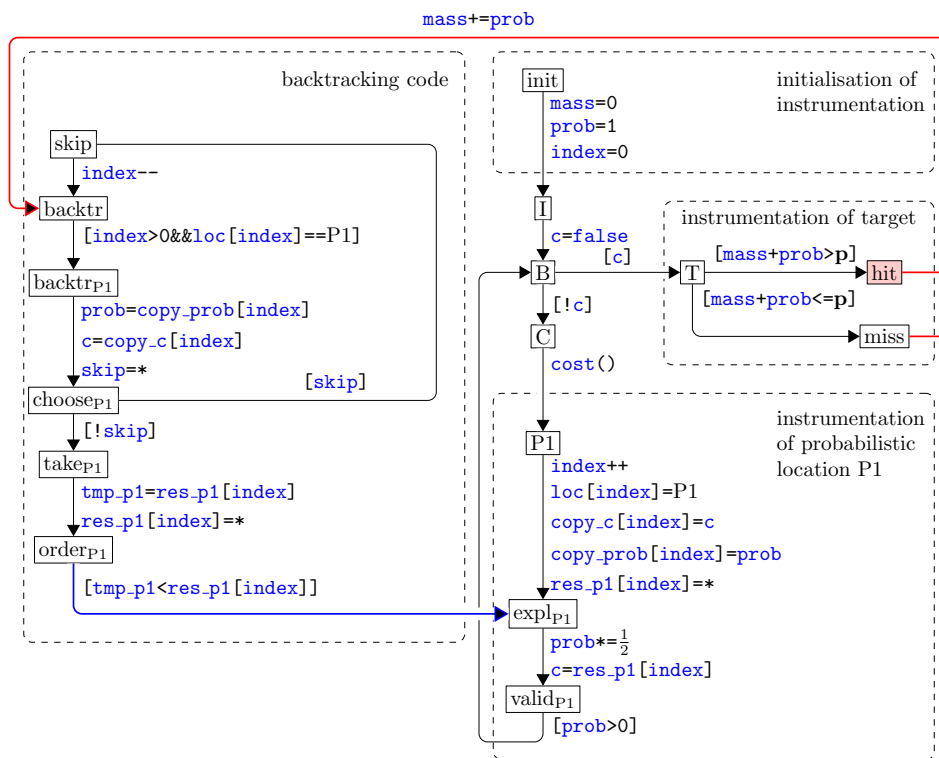 mass+=prob
backtracking code
skip
index--
backtr
[index>0&&loc[index]==P1]
backtrP1
prob=copy_prob[index]
c=copy_c[index]
skip=*
[skip]
chooseP1
[!skip]
takeP1
tmp_p1=res_p1[index]
res_p1[index]=*
orderP1
[tmp_p1<res_p1[index]]
init
initialisation of
instrumentation
mass=0
prob=1
index=0
I
c=false
B
[c]
[!c]
C
cost()
instrumentation of target
T
[mass+prob>p]
hit
[mass+prob<=p]
miss
instrumentation
of probabilistic
location P1
P1
index++
loc[index]=P1
copy_c[index]=c
copy_prob[index]=prob
res_p1[index]=*
explP1
prob*=1/2
c=res_p1[index]
validP1
[prob>0]